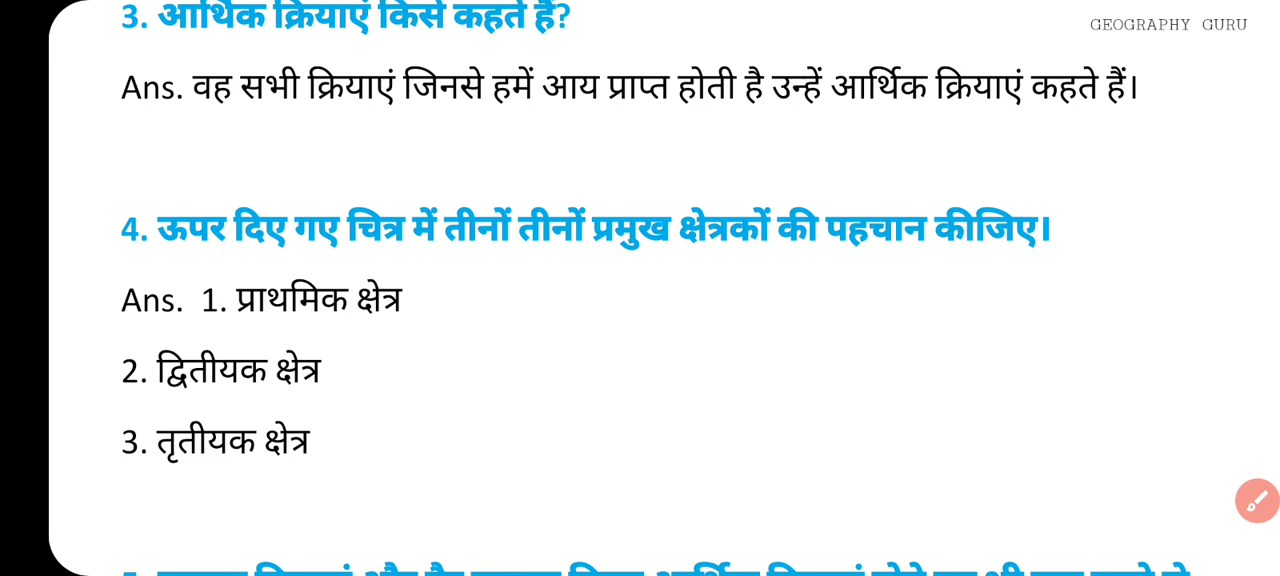 3. आर्थिक क्रियाएं किसे कहते हैं?
GEOGRAPHY GURU
Ans. वह सभी क्रियाएं जिनसे हमें आय प्राप्त होती है उन्हें आर्थिक क्रियाएं कहते हैं।
4. ऊपर दिए गए चित्र में तीनों तीनों प्रमुख क्षेत्रकों की पहचान कीजिए।
Ans. 1. प्राथमिक क्षेत्र
2. द्वितीयक क्षेत्र
3. तृतीयक क्षेत्र